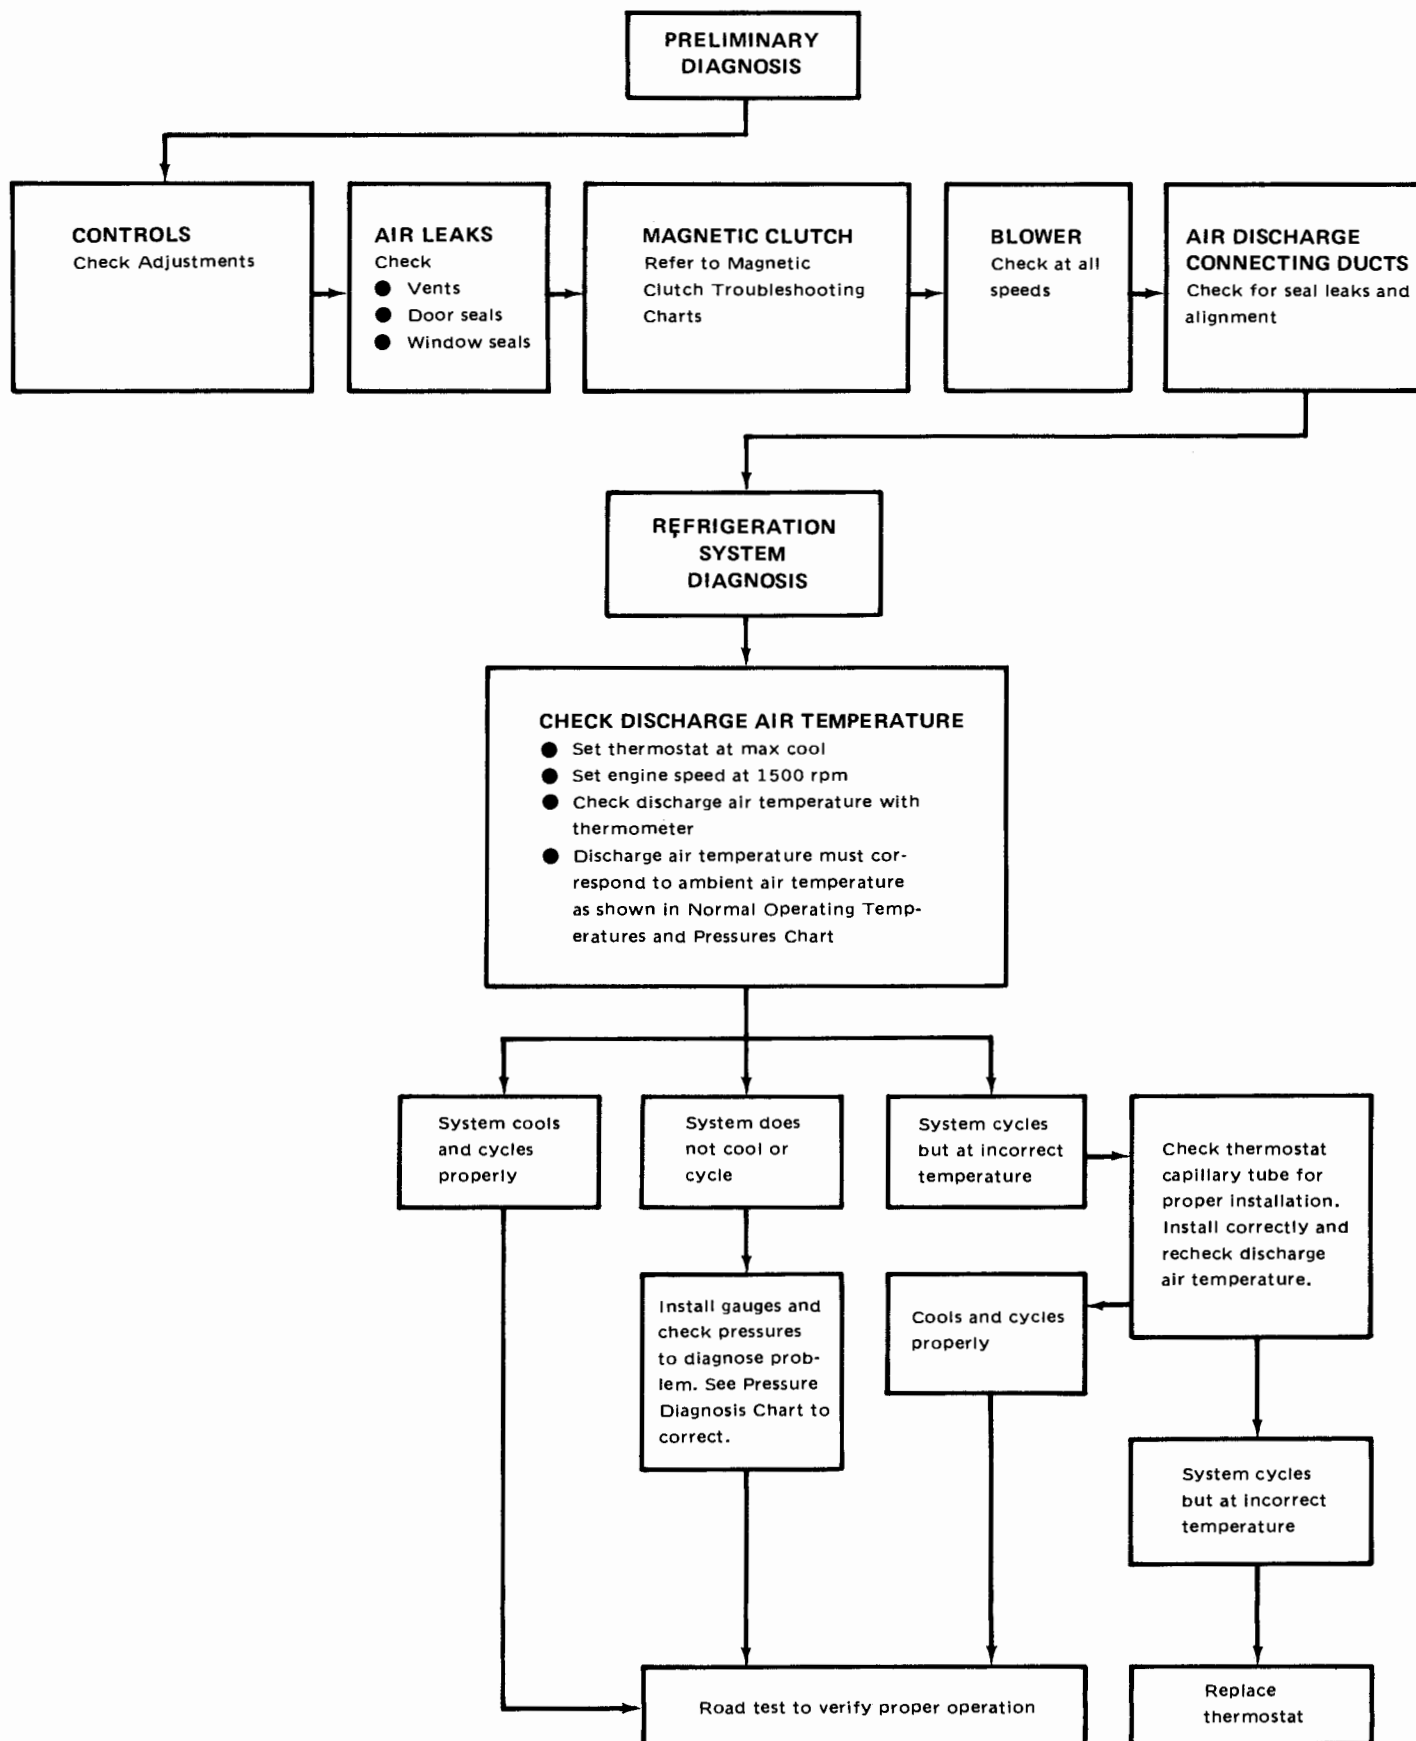 PRELIMINARY
DIAGNOSIS
CONTROLS
Check Adjustments
AIR LEAKS
Check
● Vents
● Door seals
● Window seals
MAGNETIC CLUTCH
Refer to Magnetic
Clutch Troubleshooting
Charts
BLOWER
Check at all
speeds
AIR DISCHARGE
CONNECTING DUCTS
Check for seal leaks and
alignment
REFRIGERATION
SYSTEM
DIAGNOSIS
CHECK DISCHARGE AIR TEMPERATURE
● Set thermostat at max cool
● Set engine speed at 1500 rpm
● Check discharge air temperature with
thermometer
● Discharge air temperature must cor-
respond to ambient air temperature
as shown in Normal Operating Temp-
eratures and Pressures Chart
System cools
and cycles
properly
System does
not cool or
cycle
System cycles
but at incorrect
temperature
Check thermostat
capillary tube for
proper installation.
Install correctly and
recheck discharge
air temperature.
Install gauges and
check pressures
to diagnose prob-
lem. See Pressure
Diagnosis Chart to
correct.
Cools and cycles
properly
System cycles
but at incorrect
temperature
Road test to verify proper operation
Replace
thermostat